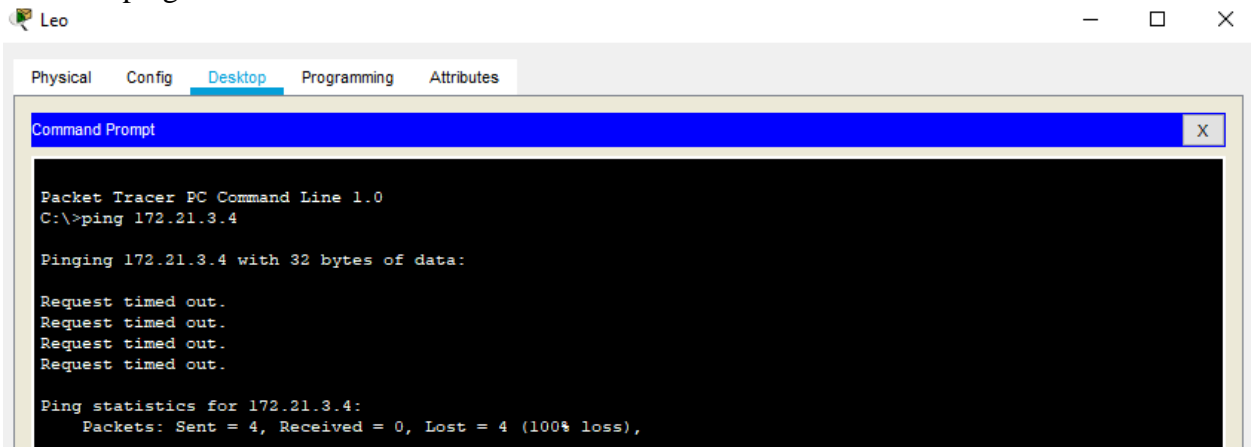 Leo
Physical Config Desktop Programming Attributes
Command Prompt
X
Packet Tracer PC Command Line 1.0
C:\>ping 172.21.3.4
Pinging 172.21.3.4 with 32 bytes of data:
Request timed out.
Request timed out.
Request timed out.
Request timed out.
Ping statistics for 172.21.3.4:
Packets: Sent = 4, Received = 0, Lost = 4 (100% loss),